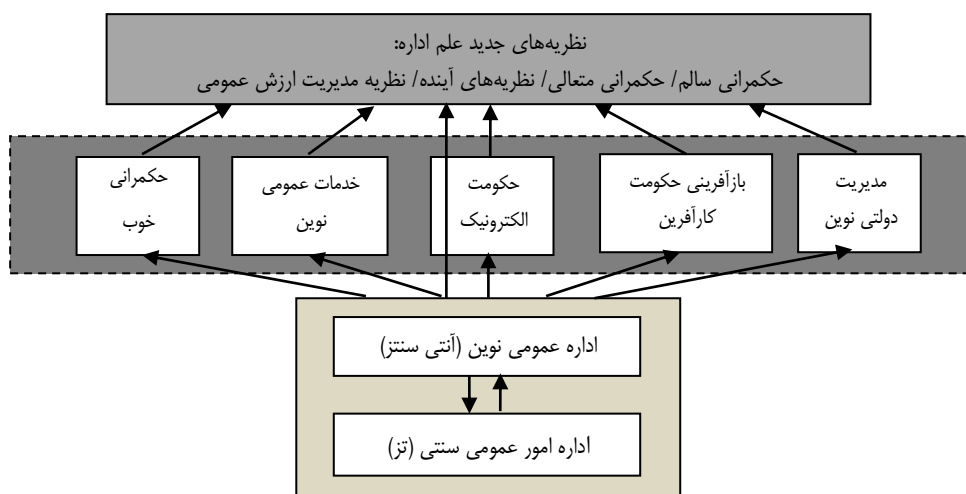 نظریه‌های جدید علم اداره:
حکمرانی سالم/ حکمرانی متعالی/ نظریه‌های آینده/ نظریه مدیریت ارزش عمومی
مدیریت
دولتی نوین
بازآفرینی حکومت
کارآفرین
حکومت
الکترونیک
خدمات عمومی
نوین
حکمرانی
خوب
اداره عمومی نوین (آنتی سنتز)
اداره امور عمومی سنتی (تز)